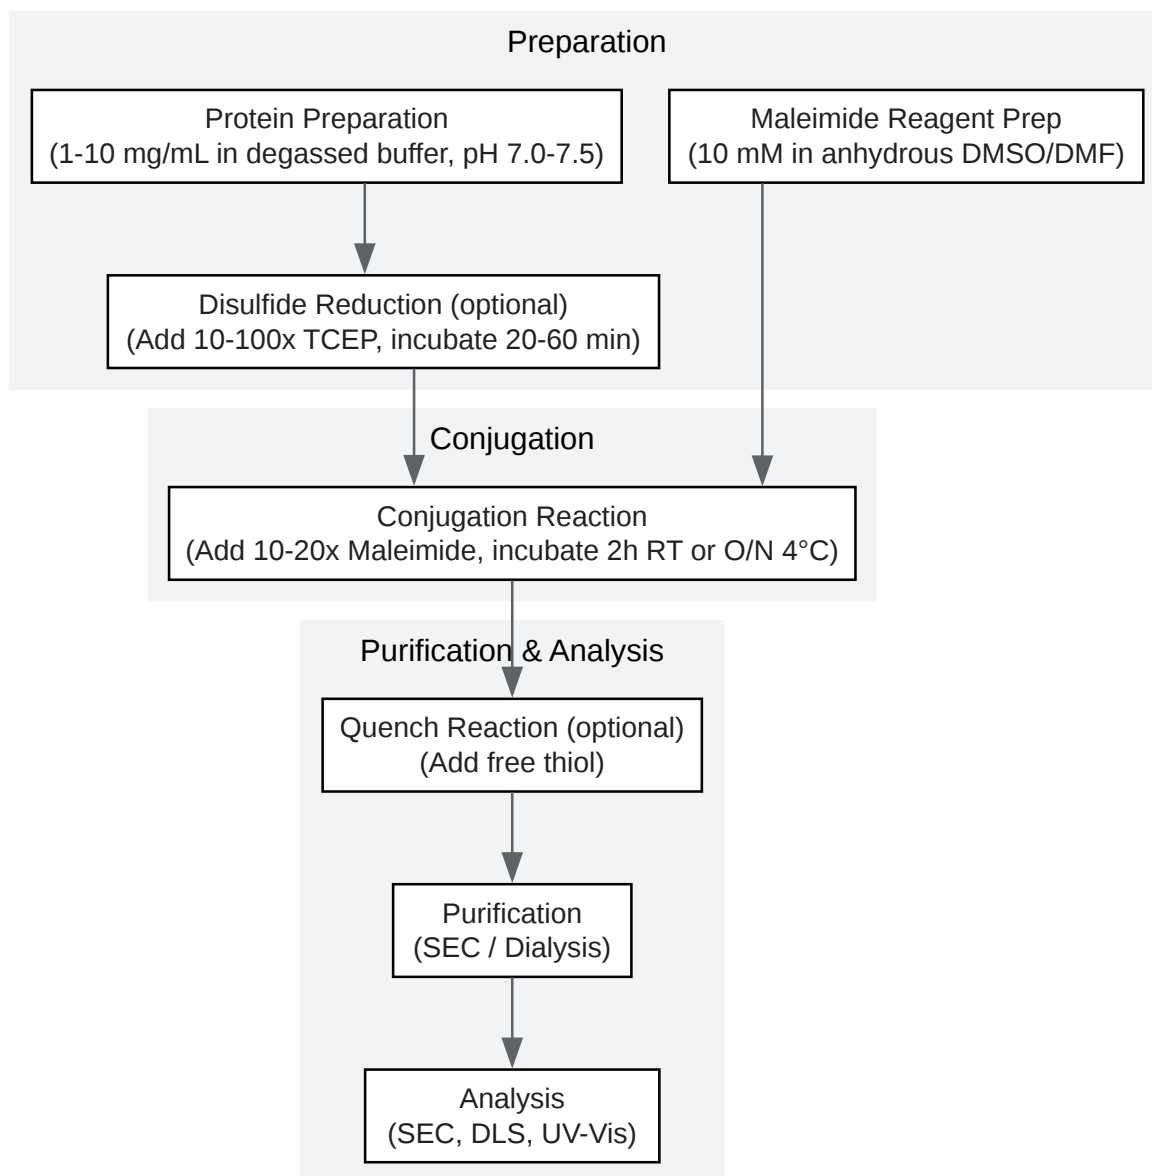 Preparation
Protein Preparation
(1-10 mg/mL in degassed buffer, pH 7.0-7.5)
Maleimide Reagent Prep
(10 mM in anhydrous DMSO/DMF)
Disulfide Reduction (optional)
(Add 10-100x TCEP, incubate 20-60 min)
Conjugation
Conjugation Reaction
(Add 10-20x Maleimide, incubate 2h RT or O/N 4°C)
Purification & Analysis
Quench Reaction (optional)
(Add free thiol)
Purification
(SEC / Dialysis)
Analysis
(SEC, DLS, UV-Vis)